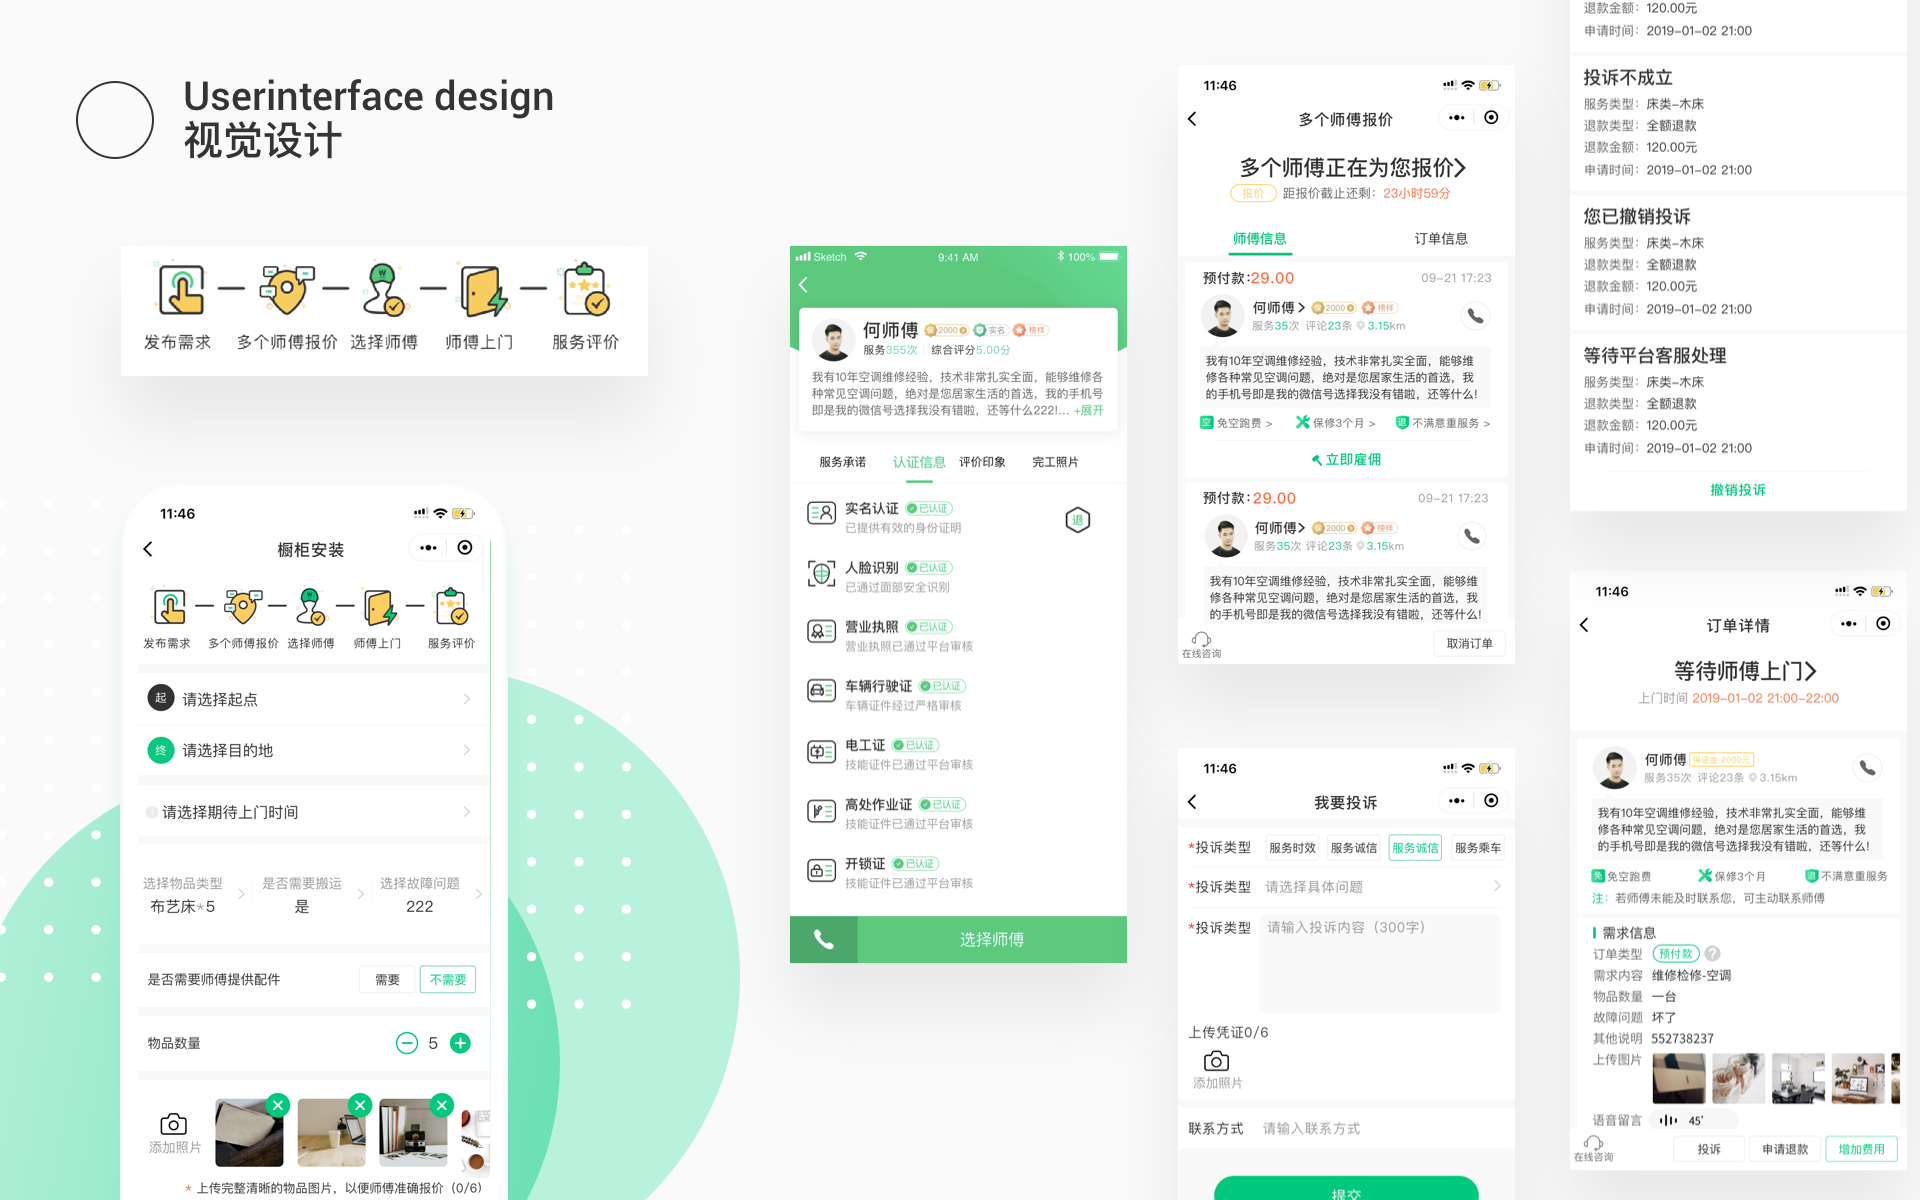 Userinterface design
视觉设计
发布需求
多个师傅报价
选择师傅
师傅上门
服务评价
11:46
橱柜安装
发布需求
多个师傅报价
选择师傅
师傅上门
服务评价
起 请选择起点
终 请选择目的地
请选择期待上门时间
选择物品类型
是否需要搬运
选择故障问题
布艺床*5
是
222
是否需要师傅提供配件
需要
不需要
物品数量
5
添加照片
* 上传完整清晰的物品图片，以便师傅准确报价（0/6）
Sketch
9:41 AM
100%
何师傅 2000 实名 榜样
服务355次 综合评分5.00分
我有10年空调维修经验，技术非常扎实全面，能够维修各
种常见空调问题，绝对是您居家生活的首选，我的手机号
即是我的微信号选择我没有错啦，还等什么222!... +展开
服务承诺
认证信息
评价印象
完工照片
实名认证 已认证
已提供有效的身份证明
退
人脸识别 已认证
已通过面部安全识别
营业执照 已认证
营业执照已通过平台审核
车辆行驶证 已认证
车辆证件经过严格审核
电工证 已认证
技能证件已通过平台审核
高处作业证 已认证
技能证件已通过平台审核
开锁证 已认证
技能证件已通过平台审核
选择师傅
11:46
多个师傅报价
多个师傅正在为您报价
报价 距报价截止还剩：23小时59分
师傅信息
订单信息
预付款:29.00
09-21 17:23
何师傅 2000 榜样
服务35次 评论23条 3.15km
我有10年空调维修经验，技术非常扎实全面，能够维
修各种常见空调问题，绝对是您居家生活的首选，我
的手机号即是我的微信号选择我没有错啦，还等什么!
空 免空跑费 >
保修3个月 >
退 不满意重服务 >
立即雇佣
预付款:29.00
09-21 17:23
何师傅 2000 榜样
服务35次 评论23条 3.15km
我有10年空调维修经验，技术非常扎实全面，能够维
修各种常见空调问题，绝对是您居家生活的首选，我
的手机号即是我的微信号选择我没有错啦，还等什么!
在线咨询
取消订单
11:46
我要投诉
*投诉类型
服务时效
服务诚信
服务诚信
服务乘车
*投诉类型 请选择具体问题
*投诉类型 请输入投诉内容（300字）
上传凭证0/6
添加照片
联系方式 请输入联系方式
提交
退款金额：120.00元
申请时间：2019-01-02 21:00
投诉不成立
服务类型：床类-木床
退款类型：全额退款
退款金额：120.00元
申请时间：2019-01-02 21:00
您已撤销投诉
服务类型：床类-木床
退款类型：全额退款
退款金额：120.00元
申请时间：2019-01-02 21:00
等待平台客服处理
服务类型：床类-木床
退款类型：全额退款
退款金额：120.00元
申请时间：2019-01-02 21:00
撤销投诉
11:46
订单详情
等待师傅上门
上门时间 2019-01-02 21:00-22:00
何师傅 保证金 2000元
服务35次 评论23条 3.15km
我有10年空调维修经验，技术非常扎实全面，能够维
修各种常见空调问题，绝对是您居家生活的首选，我
的手机号即是我的微信号选择我没有错啦，还等什么!
免 免空跑费
保修3个月
退 不满意重服务
注：若师傅未能及时联系您，可主动联系师傅
需求信息
订单类型 预付款 ?
需求内容 维修检修-空调
物品数量 一台
故障问题 坏了
其他说明 552738237
上传图片
语音留言 45'
在线咨询
投诉
申请退款
增加费用